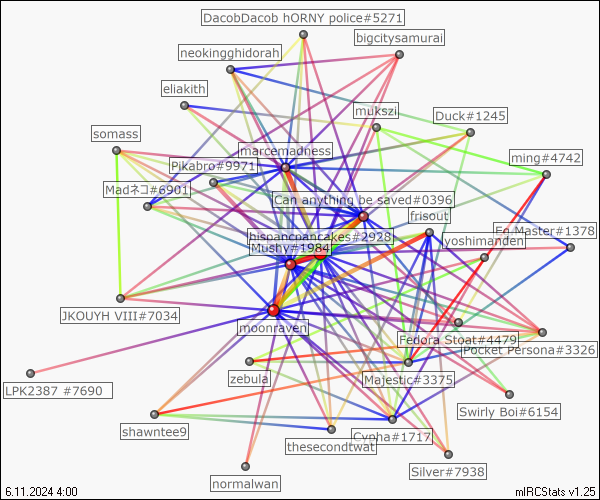 DacobDacob hORNY police#5271
bigcitysamurai
neokingghidorah
eliakith
mukszi
Duck#1245
somass
marcemadness
ming#4742
Pikabro#9971
Madネコ#6901
Can anything be saved#0396
frisout
Eg Master#1378
hispancpancakes#2928
yoshimanden
Mushy#1984
JKOUYH VIII#7034
moonraven
Fedora Stoat#4479
Pocket Persona#3326
zebula
Majestic#3375
LPK2387 #7690
Swirly Boi#6154
shawntee9
Cynha#1717
thesecondtwat
Silver#7938
normalwan
6.11.2024 4:00
mIRCStats v1.25